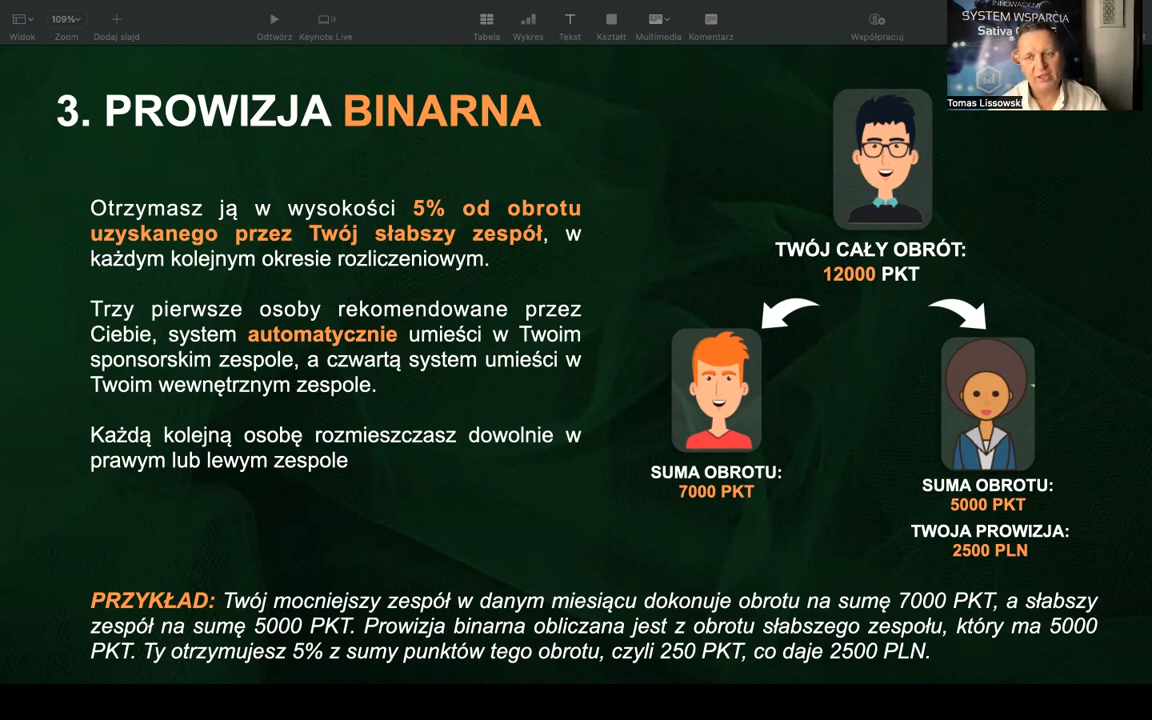 109%
Widok
Zoom
Dodaj slajd
Odtwórz
Keynote Live
Tabela
Wykres
Tekst
Kształt
Multimedia
Komentarz
Współpracuj
INNOWACYJNY
SYSTEM WSPARCIA
Sativa
Tomas Lissowski
3. PROWIZJA BINARNA
Otrzymasz ją w wysokości 5% od obrotu
uzyskanego przez Twój słabszy zespół, w
każdym kolejnym okresie rozliczeniowym.
Trzy pierwsze osoby rekomendowane przez
Ciebie, system automatycznie umieści w Twoim
sponsorskim zespole, a czwartą system umieści w
Twoim wewnętrznym zespole.
Każdą kolejną osobę rozmieszczasz dowolnie w
prawym lub lewym zespole
TWÓJ CAŁY OBRÓT:
12000 PKT
SUMA OBROTU:
7000 PKT
SUMA OBROTU:
5000 PKT
TWOJA PROWIZJA:
2500 PLN
PRZYKŁAD: Twój mocniejszy zespół w danym miesiącu dokonuje obrotu na sumę 7000 PKT, a słabszy
zespół na sumę 5000 PKT. Prowizja binarna obliczana jest z obrotu słabszego zespołu, który ma 5000
PKT. Ty otrzymujesz 5% z sumy punktów tego obrotu, czyli 250 PKT, co daje 2500 PLN.